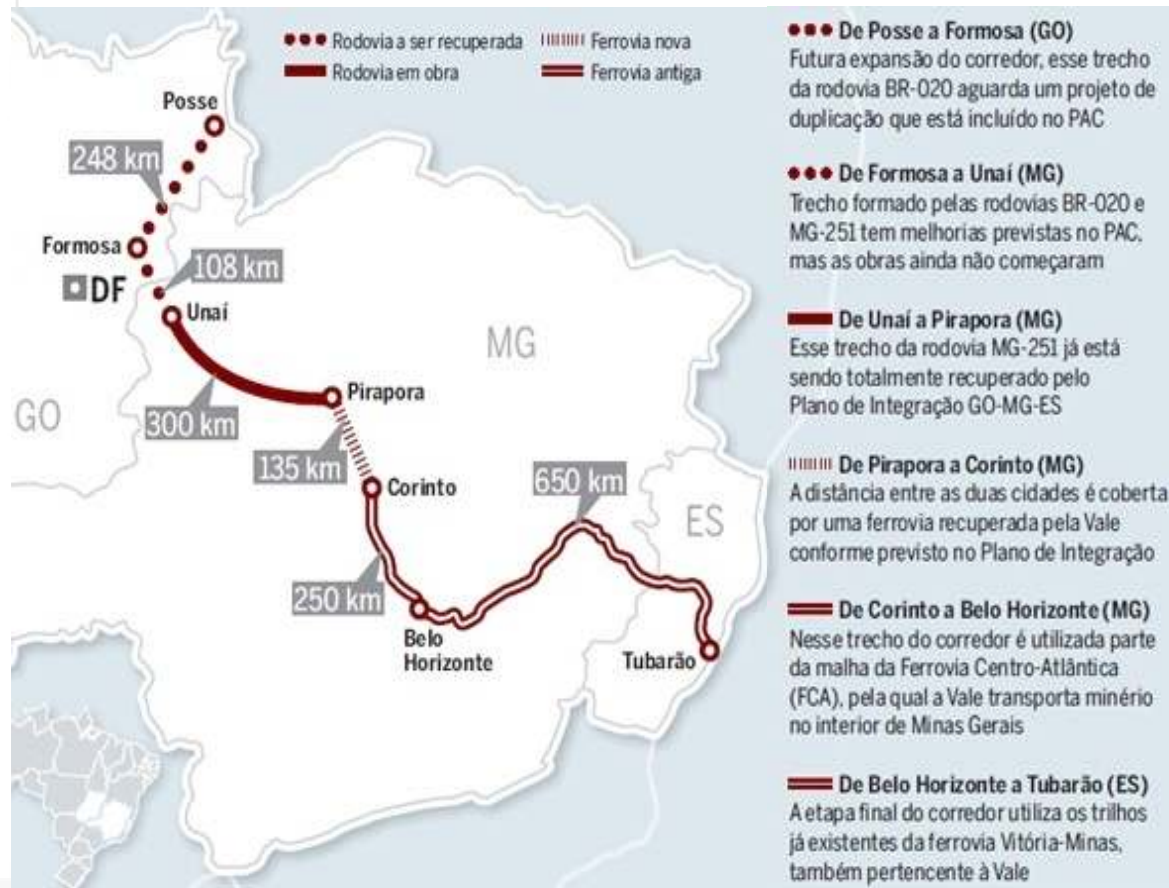 Rodovia a ser recuperada
Ferrovia nova
Rodovia em obra
Ferrovia antiga
Posse
248 km
Formosa
DF
108 km
Unaí
MG
Pirapora
GO
300 km
135 km
Corinto
650 km
ES
250 km
Belo
Horizonte
Tubarão
De Posse a Formosa (GO)
Futura expansão do corredor, esse trecho
da rodovia BR-020 aguarda um projeto de
duplicação que está incluído no PAC
De Formosa a Unaí (MG)
Trecho formado pelas rodovias BR-020 e
MG-251 tem melhorias previstas no PAC,
mas as obras ainda não começaram
De Unaí a Pirapora (MG)
Esse trecho da rodovia MG-251 já está
sendo totalmente recuperado pelo
Plano de Integração GO-MG-ES
De Pirapora a Corinto (MG)
A distância entre as duas cidades é coberta
por uma ferrovia recuperada pela Vale
conforme previsto no Plano de Integração
De Corinto a Belo Horizonte (MG)
Nesse trecho do corredor é utilizada parte
da malha da Ferrovia Centro-Atlântica
(FCA), pela qual a Vale transporta minério
no interior de Minas Gerais
De Belo Horizonte a Tubarão (ES)
A etapa final do corredor utiliza os trilhos
já existentes da ferrovia Vitória-Minas,
também pertencente à Vale